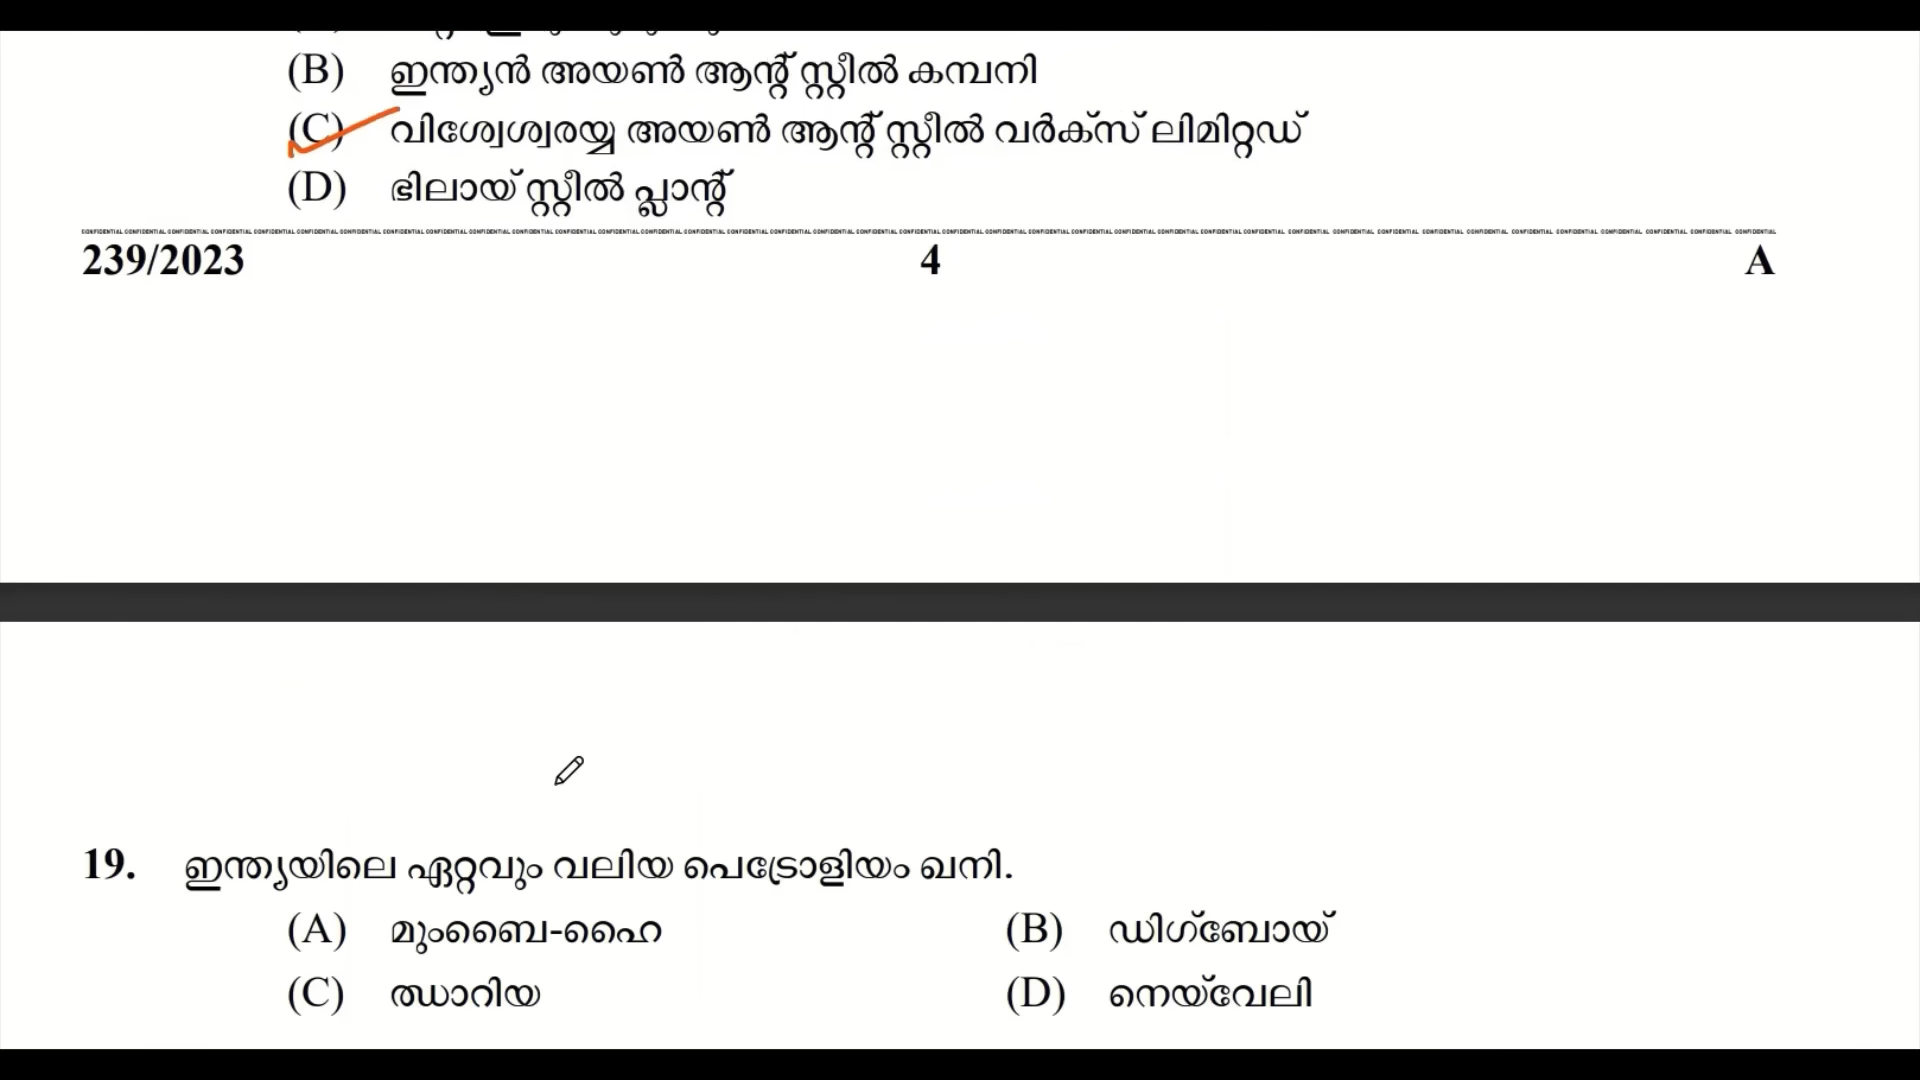 (B) ഇന്ത്യൻ അയൺ ആന്റ് സ്റ്റീൽ കമ്പനി
(C) വിശ്വേശ്വരയ്യ അയൺ ആന്റ് സ്റ്റീൽ വർക്സ് ലിമിറ്റഡ്
(D) ഭിലായ് സ്റ്റീൽ പ്ലാന്റ്
239/2023 4 A
19. ഇന്ത്യയിലെ ഏറ്റവും വലിയ പെട്രോളിയം ഖനി.
(A) മുംബൈ-ഹൈ (B) ഡിഗ്ബോയ്
(C) ഝാറിയ (D) നെയ്‌വേലി